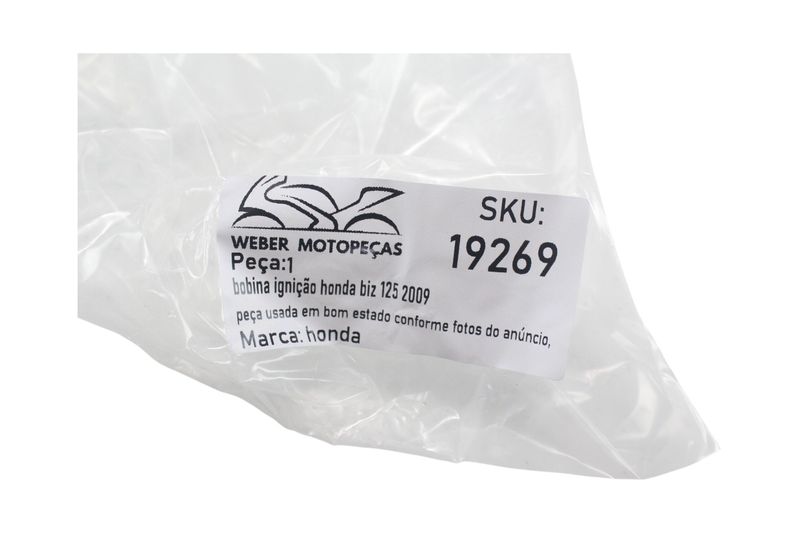 WEBER MOTOPEÇAS
SKU:
19269
Peça:1
bobina ignição honda biz 125 2009
peça usada em bom estado conforme fotos do anúncio,
Marca: honda